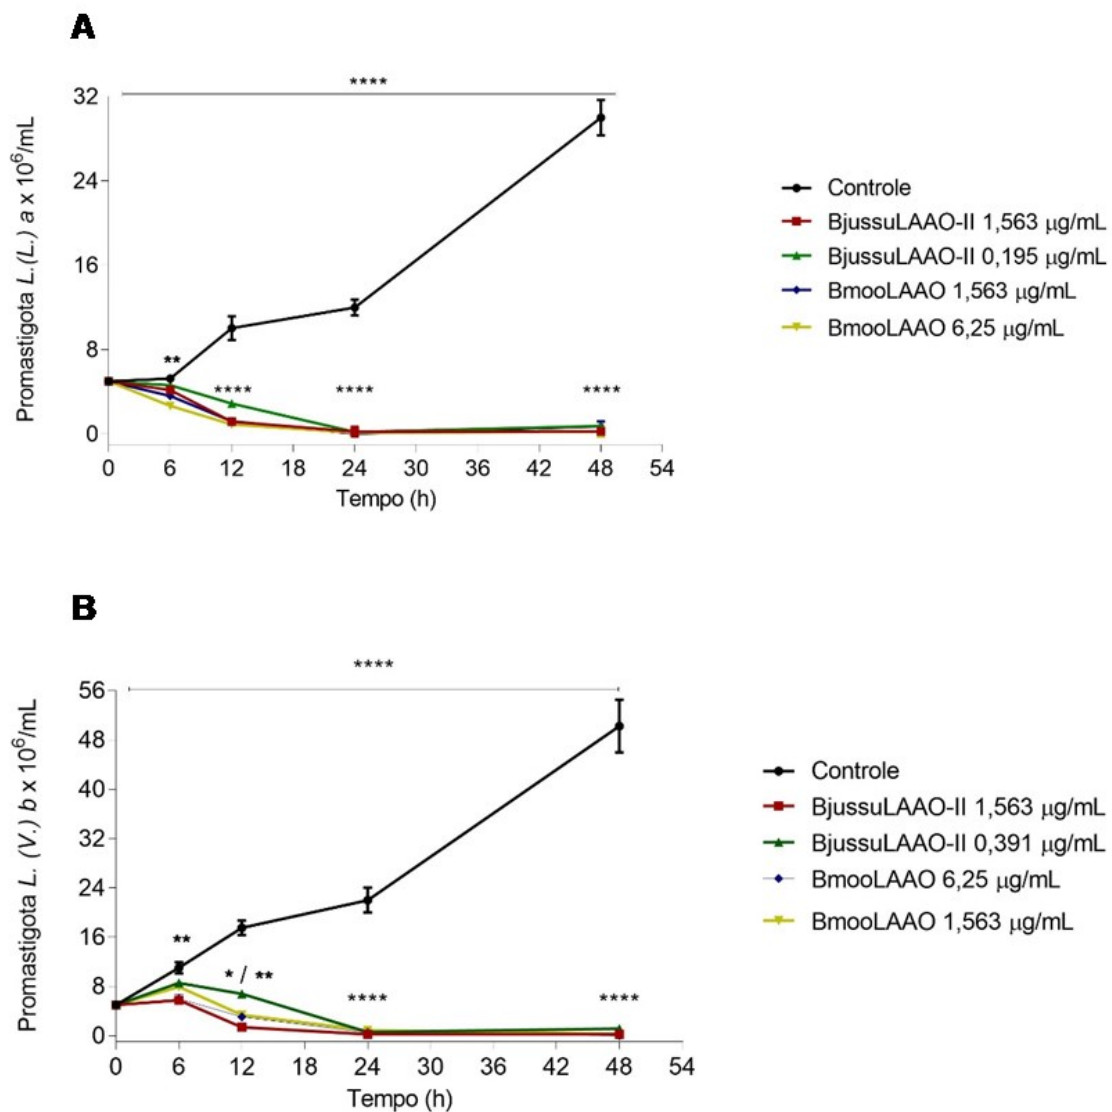 A
****
32
24
16
8
0
Promastigota L.(L.) a x 10⁶/mL
**
****
****
****
0 6 12 18 24 30 36 42 48 54
Tempo (h)
Controle
BjussuLAAO-II 1,563 µg/mL
BjussuLAAO-II 0,195 µg/mL
BmooLAAO 1,563 µg/mL
BmooLAAO 6,25 µg/mL
B
****
56
48
40
32
24
16
8
0
Promastigota L. (V.) b x 10⁶/mL
**
* / **
****
****
0 6 12 18 24 30 36 42 48 54
Tempo (h)
Controle
BjussuLAAO-II 1,563 µg/mL
BjussuLAAO-II 0,391 µg/mL
BmooLAAO 6,25 µg/mL
BmooLAAO 1,563 µg/mL